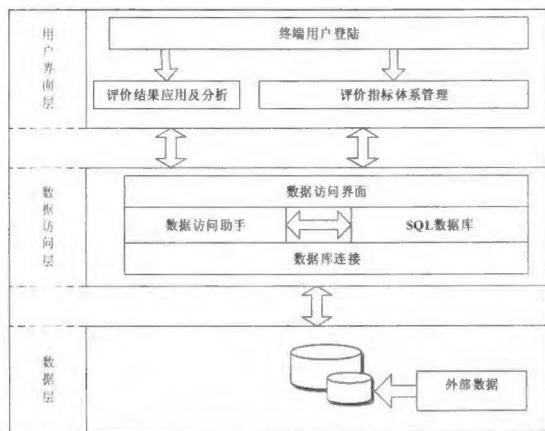 用户界面层
终端用户登陆
评价结果应用及分析
评价指标体系管理
数据访问层
数据访问界面
数据访问助手
SQL数据库
数据库连接
数据层
外部数据